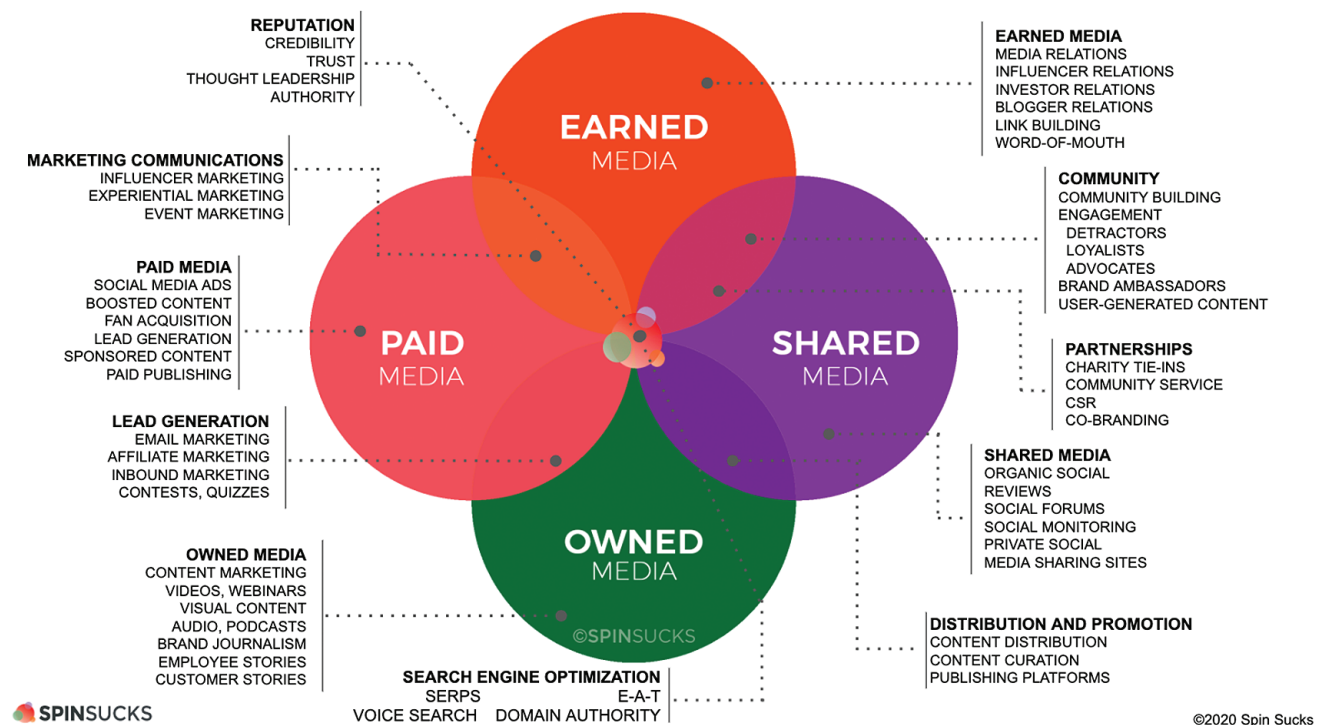 REPUTATION
CREDIBILITY
TRUST
THOUGHT LEADERSHIP
AUTHORITY
MARKETING COMMUNICATIONS
INFLUENCER MARKETING
EXPERIENTIAL MARKETING
EVENT MARKETING
PAID MEDIA
SOCIAL MEDIA ADS
BOOSTED CONTENT
FAN ACQUISITION
LEAD GENERATION
SPONSORED CONTENT
PAID PUBLISHING
LEAD GENERATION
EMAIL MARKETING
AFFILIATE MARKETING
INBOUND MARKETING
CONTESTS, QUIZZES
OWNED MEDIA
CONTENT MARKETING
VIDEOS, WEBINARS
VISUAL CONTENT
AUDIO, PODCASTS
BRAND JOURNALISM
EMPLOYEE STORIES
CUSTOMER STORIES
EARNED
MEDIA
PAID
MEDIA
SHARED
MEDIA
OWNED
MEDIA
©SPINSUCKS
SEARCH ENGINE OPTIMIZATION
SERPS E-A-T
VOICE SEARCH DOMAIN AUTHORITY
EARNED MEDIA
MEDIA RELATIONS
INFLUENCER RELATIONS
INVESTOR RELATIONS
BLOGGER RELATIONS
LINK BUILDING
WORD-OF-MOUTH
COMMUNITY
COMMUNITY BUILDING
ENGAGEMENT
DETRACTORS
LOYALISTS
ADVOCATES
BRAND AMBASSADORS
USER-GENERATED CONTENT
PARTNERSHIPS
CHARITY TIE-INS
COMMUNITY SERVICE
CSR
CO-BRANDING
SHARED MEDIA
ORGANIC SOCIAL
REVIEWS
SOCIAL FORUMS
SOCIAL MONITORING
PRIVATE SOCIAL
MEDIA SHARING SITES
DISTRIBUTION AND PROMOTION
CONTENT DISTRIBUTION
CONTENT CURATION
PUBLISHING PLATFORMS
SPINSUCKS
©2020 Spin Sucks